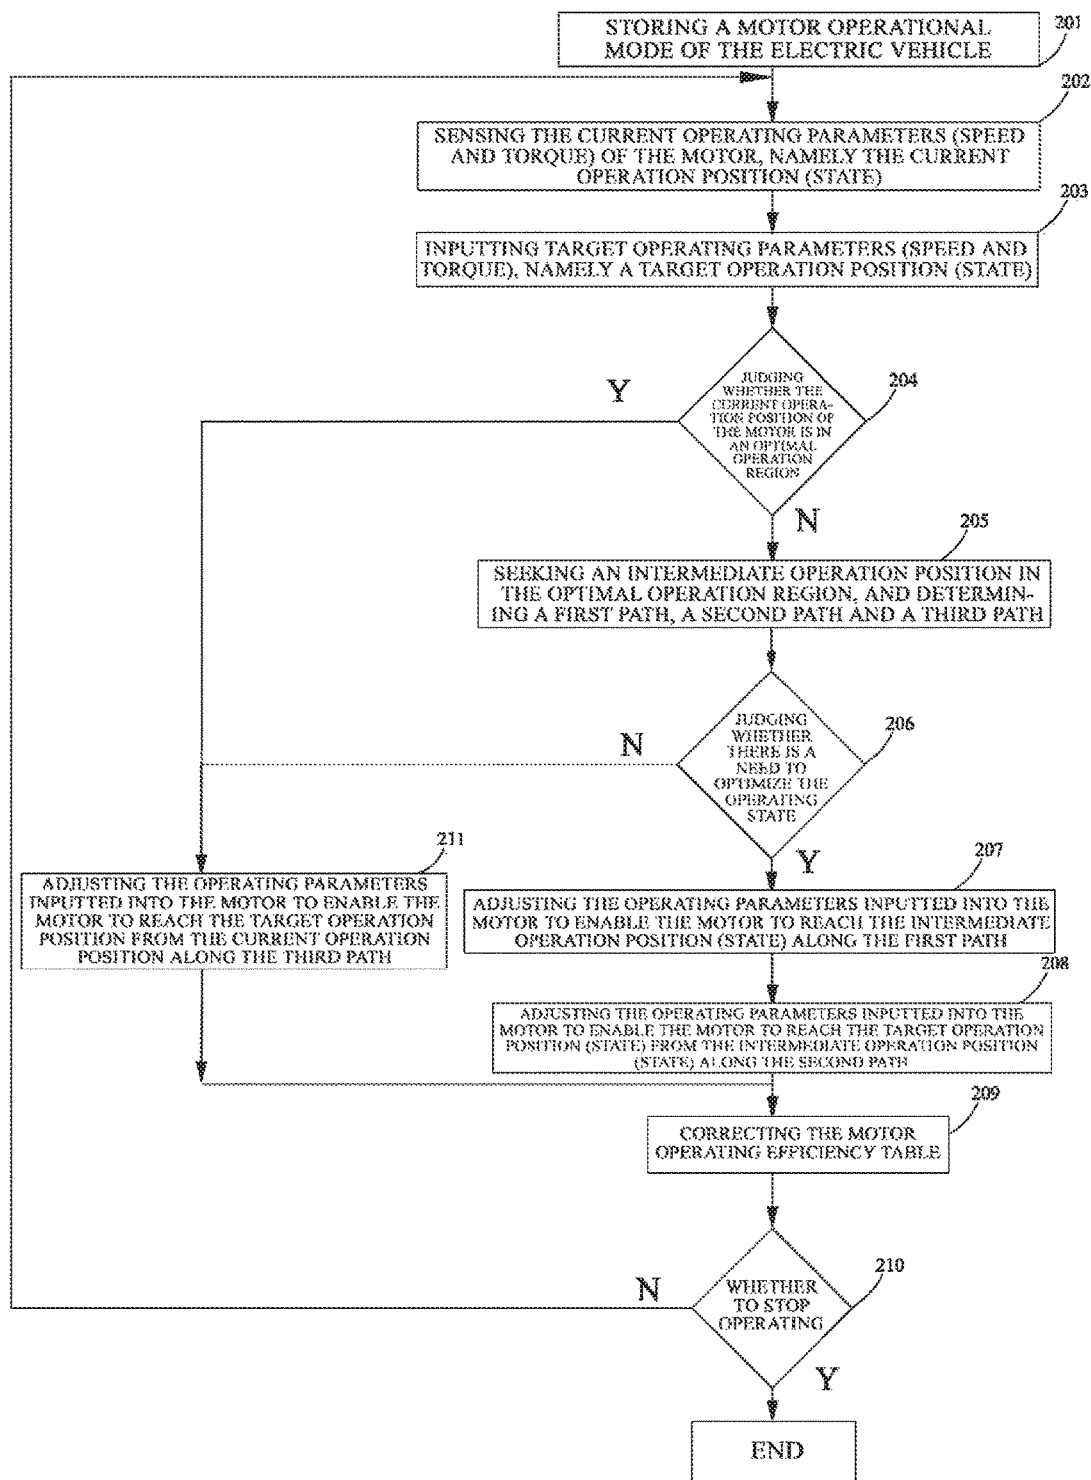 STORING A MOTOR OPERATIONAL
MODE OF THE ELECTRIC VEHICLE
201
202
SENSING THE CURRENT OPERATING PARAMETERS (SPEED
AND TORQUE) OF THE MOTOR, NAMELY THE CURRENT
OPERATION POSITION (STATE)
203
INPUTTING TARGET OPERATING PARAMETERS (SPEED AND
TORQUE), NAMELY A TARGET OPERATION POSITION (STATE)
204
Y
JUDGING
WHETHER THE
CURRENT OPERA-
TION POSITION OF
THE MOTOR IS IN
AN OPTIMAL
OPERATION
REGION
N
205
SEEKING AN INTERMEDIATE OPERATION POSITION IN
THE OPTIMAL OPERATION REGION, AND DETERMIN-
ING A FIRST PATH, A SECOND PATH AND A THIRD PATH
206
N
JUDGING
WHETHER
THERE IS A
NEED TO
OPTIMIZE THE
OPERATING
STATE
Y
211
ADJUSTING THE OPERATING PARAMETERS
INPUTTED INTO THE MOTOR TO ENABLE THE
MOTOR TO REACH THE TARGET OPERATION
POSITION FROM THE CURRENT OPERATION
POSITION ALONG THE THIRD PATH
207
ADJUSTING THE OPERATING PARAMETERS INPUTTED INTO THE
MOTOR TO ENABLE THE MOTOR TO REACH THE INTERMEDIATE
OPERATION POSITION (STATE) ALONG THE FIRST PATH
208
ADJUSTING THE OPERATING PARAMETERS INPUTTED INTO THE
MOTOR TO ENABLE THE MOTOR TO REACH THE TARGET OPERATION
POSITION (STATE) FROM THE INTERMEDIATE OPERATION POSITION
(STATE) ALONG THE SECOND PATH
209
CORRECTING THE MOTOR
OPERATING EFFICIENCY TABLE
210
N
WHETHER
TO STOP
OPERATING
Y
END